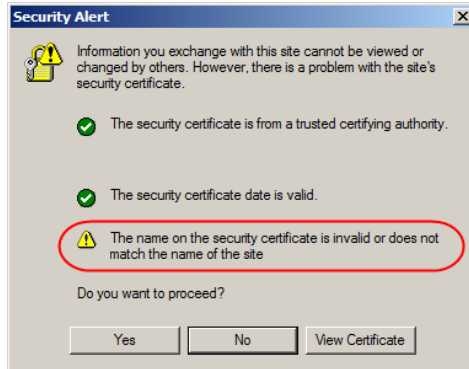 Security Alert
Information you exchange with this site cannot be viewed or
changed by others. However, there is a problem with the site's
security certificate.
The security certificate is from a trusted certifying authority.
The security certificate date is valid.
The name on the security certificate is invalid or does not
match the name of the site
Do you want to proceed?
Yes
No
View Certificate